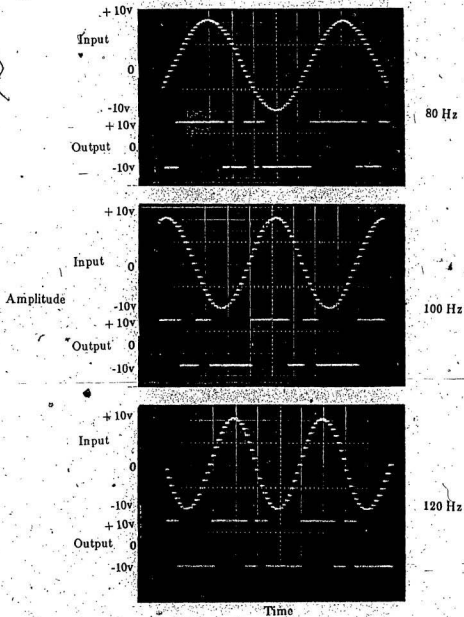 + 10v
Input
0
-10v
80 Hz
+ 10v
Output 0
-10v
+ 10v
Input
0
Amplitude
-10v
100 Hz
+ 10v
Output 0
-10v
+ 10v
Input
0
-10v
120 Hz
+ 10v
Output 0
-10v
Time